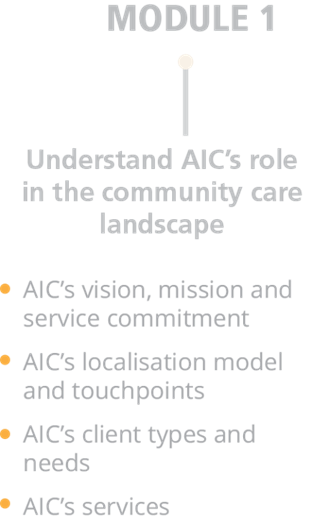 MODULE 1
Understand AIC's role
in the community care
landscape
AIC's vision, mission and
service commitment
AIC's localisation model
and touchpoints
AIC's client types and
needs
AIC's services